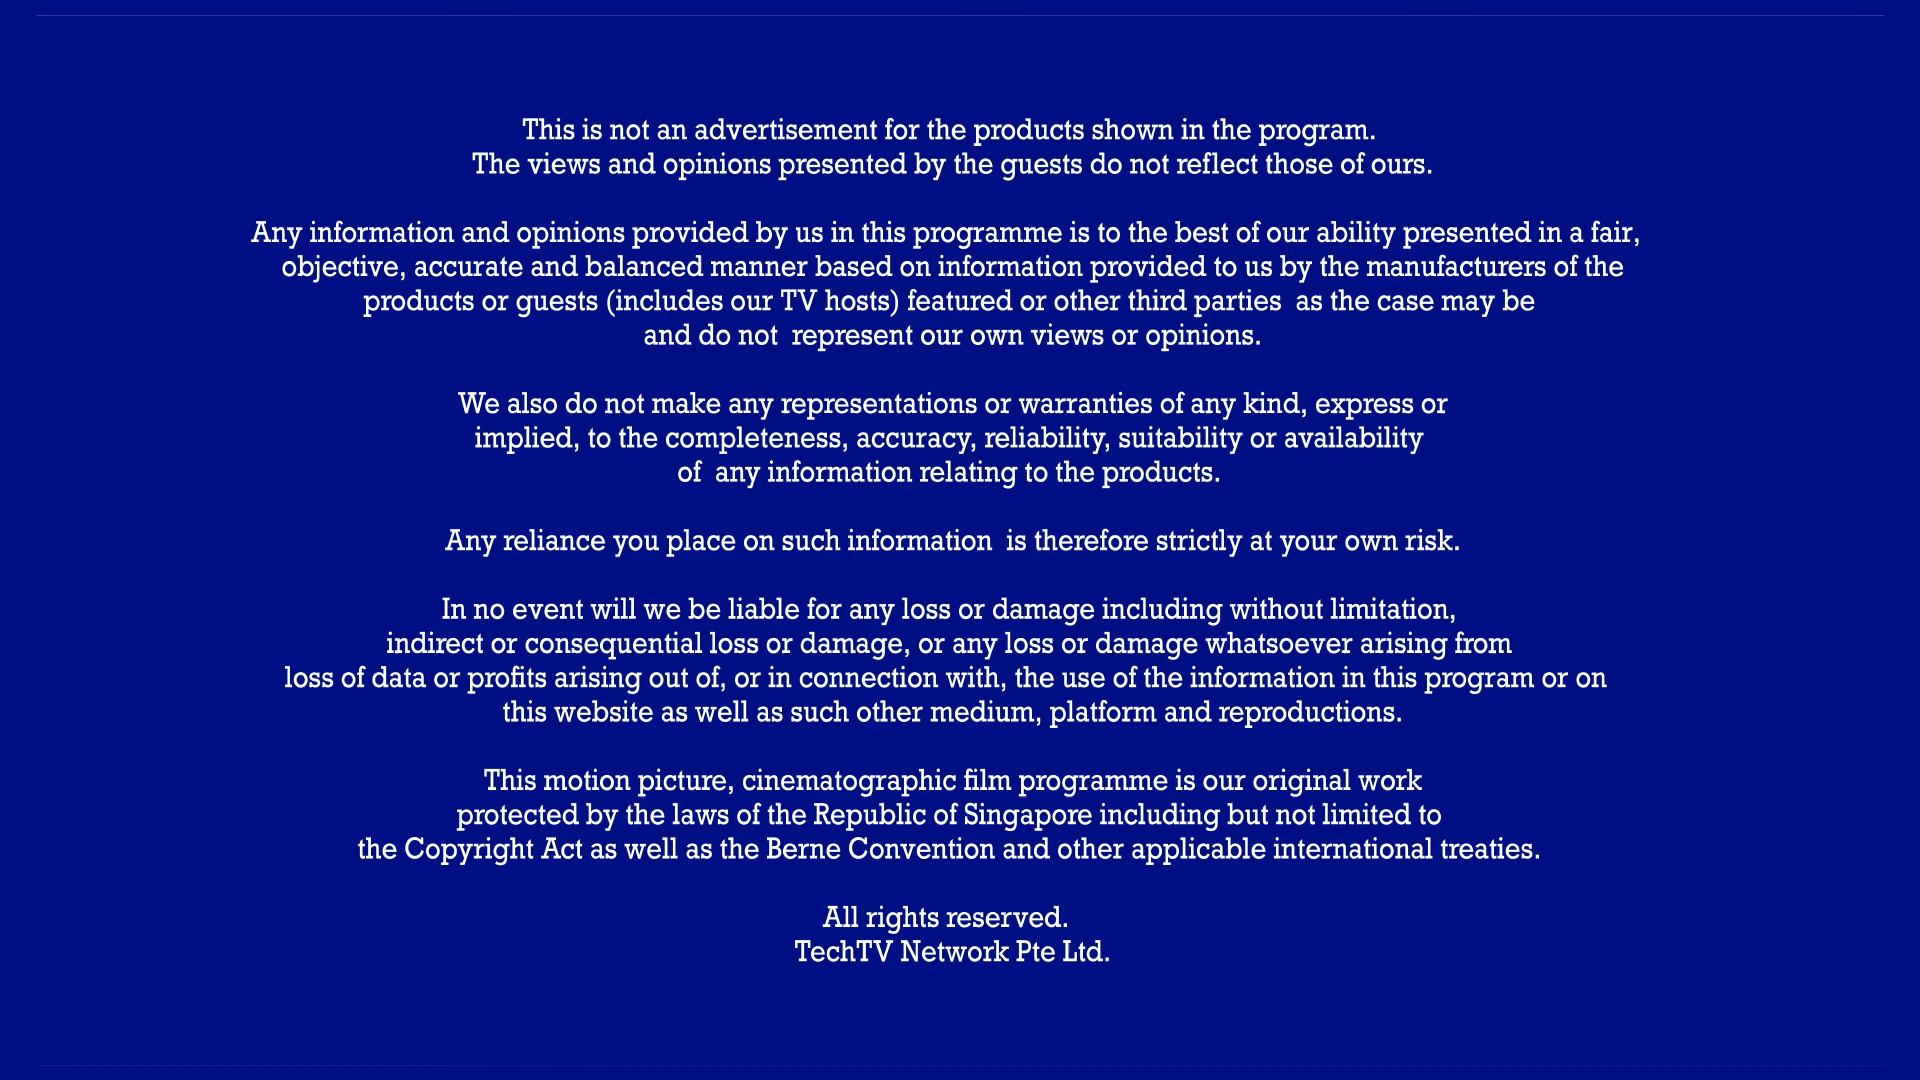 This is not an advertisement for the products shown in the program.
The views and opinions presented by the guests do not reflect those of ours.
Any information and opinions provided by us in this programme is to the best of our ability presented in a fair,
objective, accurate and balanced manner based on information provided to us by the manufacturers of the
products or guests (includes our TV hosts) featured or other third parties  as the case may be
and do not  represent our own views or opinions.
We also do not make any representations or warranties of any kind, express or
implied, to the completeness, accuracy, reliability, suitability or availability
of  any information relating to the products.
Any reliance you place on such information  is therefore strictly at your own risk.
In no event will we be liable for any loss or damage including without limitation,
indirect or consequential loss or damage, or any loss or damage whatsoever arising from
loss of data or profits arising out of, or in connection with, the use of the information in this program or on
this website as well as such other medium, platform and reproductions.
This motion picture, cinematographic film programme is our original work
protected by the laws of the Republic of Singapore including but not limited to
the Copyright Act as well as the Berne Convention and other applicable international treaties.
All rights reserved.
TechTV Network Pte Ltd.